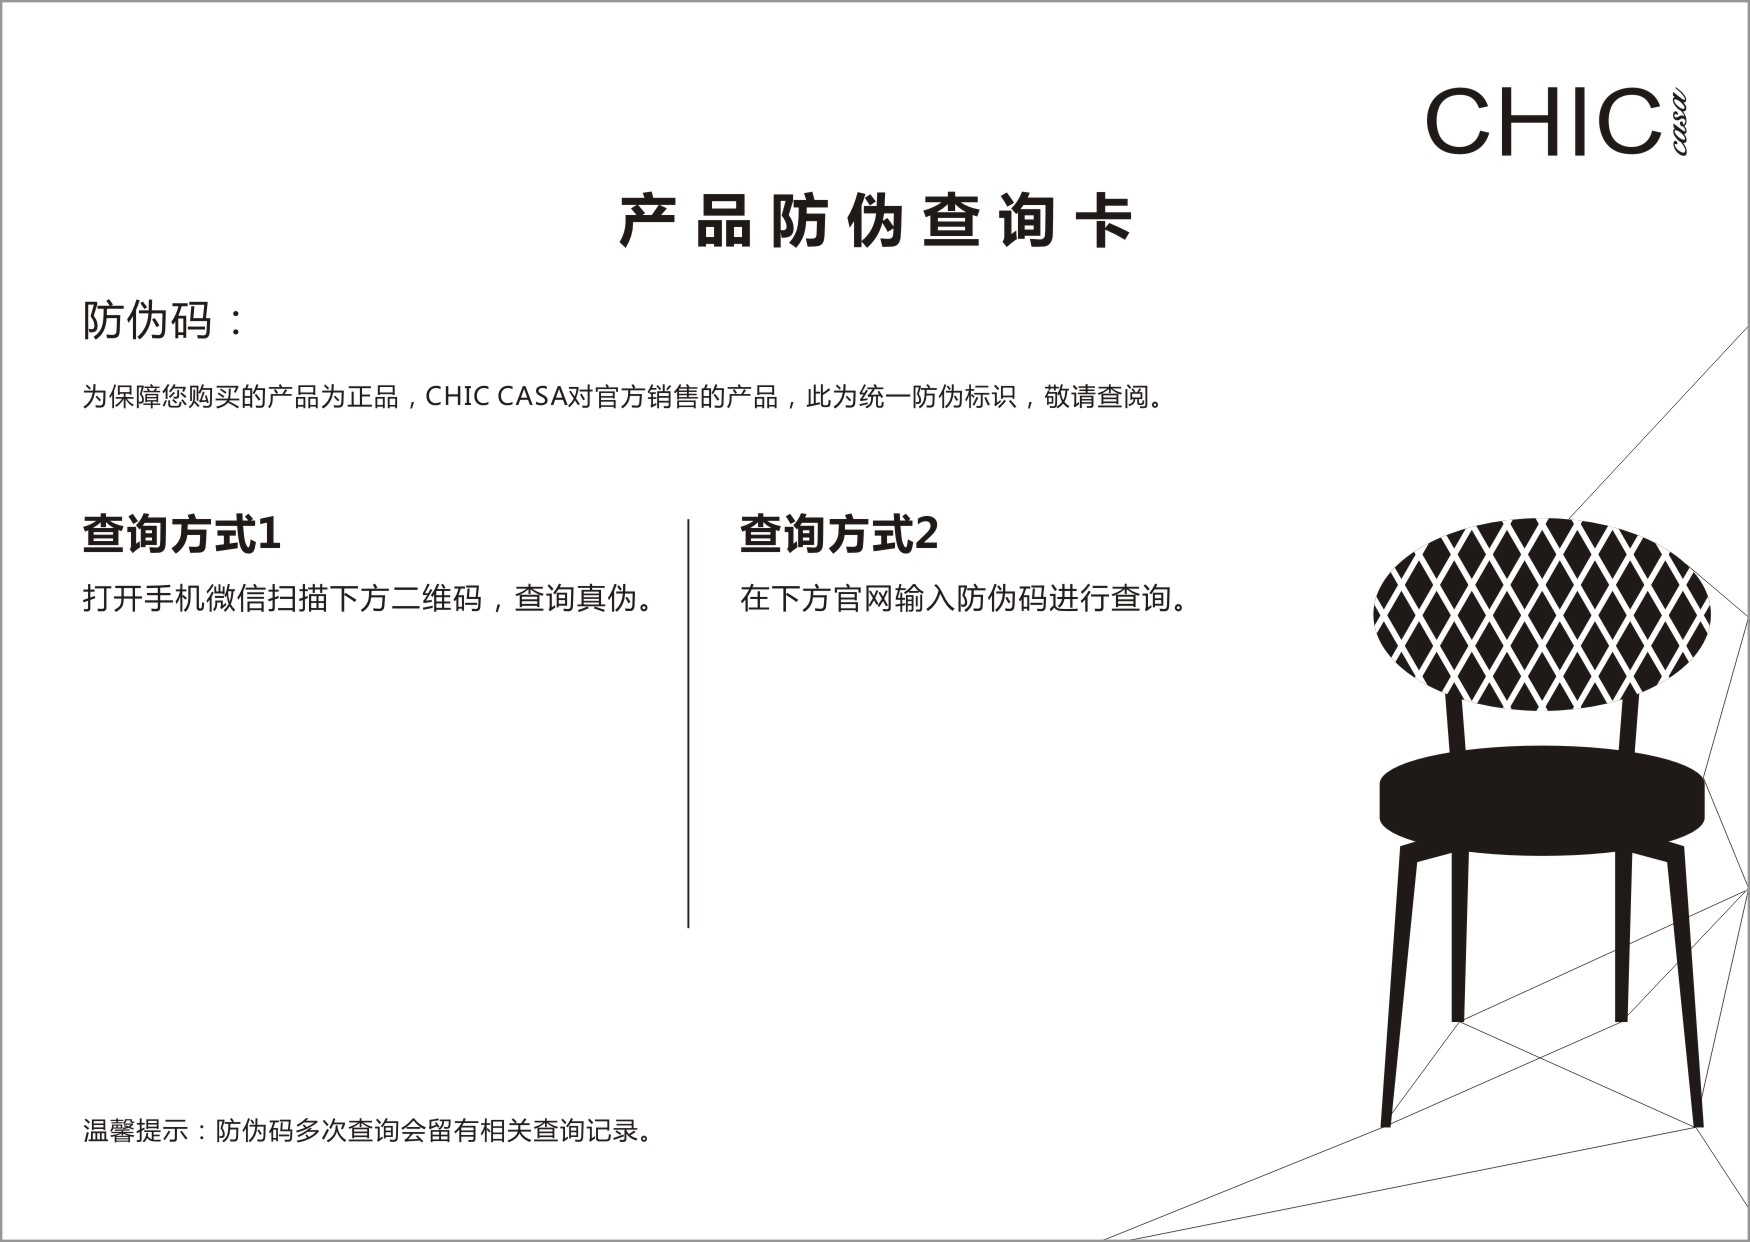 CHIC casa
产品防伪查询卡
防伪码：
为保障您购买的产品为正品，CHIC CASA对官方销售的产品，此为统一防伪标识，敬请查阅。
查询方式1
打开手机微信扫描下方二维码，查询真伪。
查询方式2
在下方官网输入防伪码进行查询。
温馨提示：防伪码多次查询会留有相关查询记录。